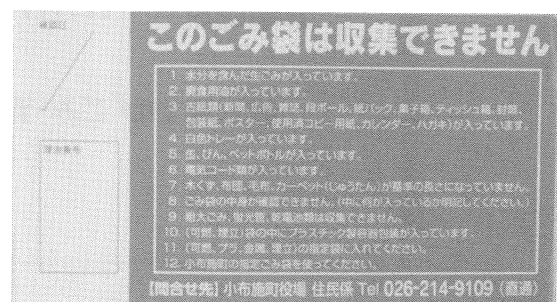 このごみ袋は収集できません
1. 水分を含んだ生ごみが入っています。
2. 廃食用油が入っています。
3. 古紙類(新聞、広告、雑誌、段ボール、紙パック、菓子箱、ティッシュ箱、封筒、
包装紙、ポスター、使用済コピー用紙、カレンダー、ハガキ)が入っています。
4. 白色トレーが入っています。
5. 缶、びん、ペットボトルが入っています。
6. 電気コード類が入っています。
7. 木くず、布団、毛布、カーペット(じゅうたん)が基準の長さになっていません。
8. ごみ袋の中身が確認できません。(中に何が入っているか明記してください。)
9. 粗大ごみ、蛍光管、乾電池類は収集できません。
10. (可燃、埋立)袋の中にプラスチック製容器包装が入っています。
11. (可燃、プラ、金属、埋立)の指定袋に入れてください。
12. 小布施町の指定ごみ袋を使ってください。
【問合せ先】小布施町役場 住民係 Tel 026-214-9109 (直通)